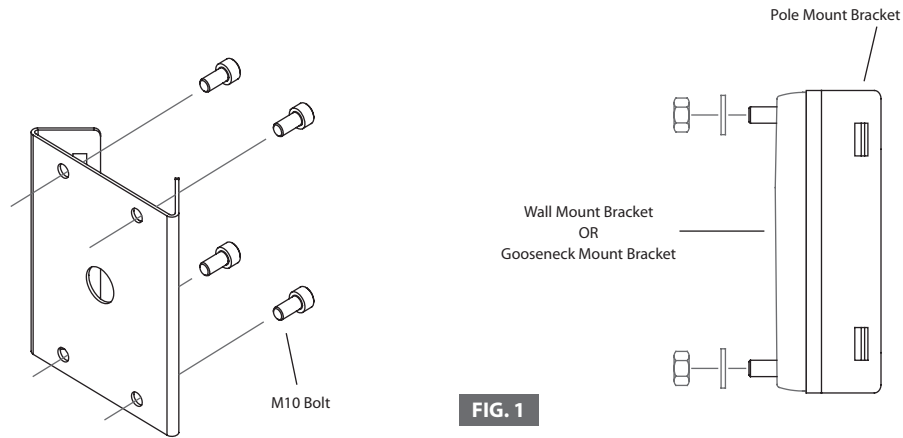 Pole Mount Bracket
Wall Mount Bracket
OR
Gooseneck Mount Bracket
M10 Bolt
FIG. 1